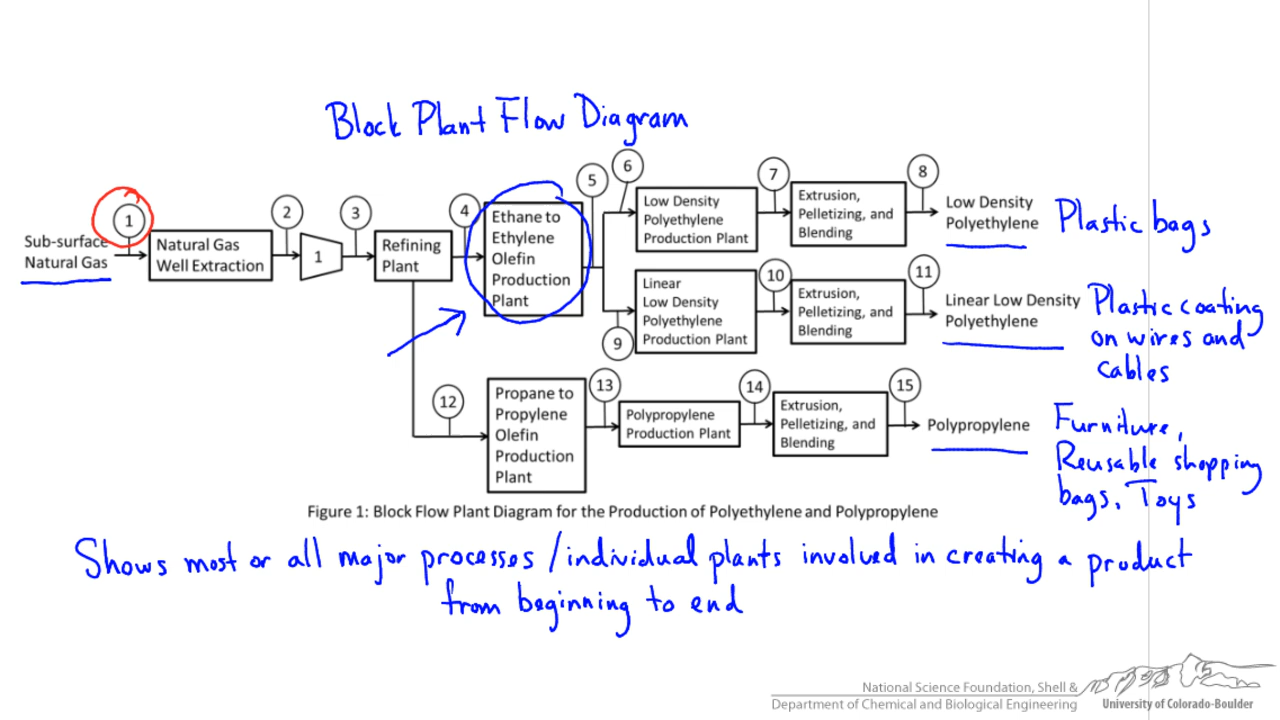 Block Plant Flow Diagram
1
2
3
4
5
6
7
8
Sub-surface
Natural Gas
Natural Gas
Well Extraction
1
Refining
Plant
Ethane to
Ethylene
Olefin
Production
Plant
Low Density
Polyethylene
Production Plant
Extrusion,
Pelletizing, and
Blending
Low Density
Polyethylene
Plastic bags
9
Linear
Low Density
Polyethylene
Production Plant
10
Extrusion,
Pelletizing, and
Blending
11
Linear Low Density
Polyethylene
Plastic coating
on wires and
cables
12
Propane to
Propylene
Olefin
Production
Plant
13
Polypropylene
Production Plant
14
Extrusion,
Pelletizing, and
Blending
15
Polypropylene
Furniture,
Reusable shopping
bags, Toys
Figure 1: Block Flow Plant Diagram for the Production of Polyethylene and Polypropylene
Shows most or all major processes / individual plants involved in creating a product
from beginning to end
National Science Foundation, Shell &
Department of Chemical and Biological Engineering
University of Colorado-Boulder